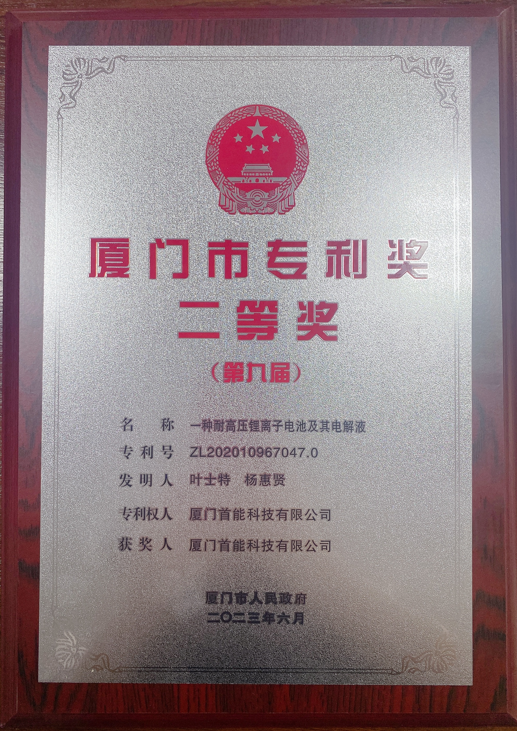 厦门市专利奖
二等奖
（第九届）
名 称 一种耐高压锂离子电池及其电解液
专利号 ZL202010967047.0
发明人 叶士特 杨惠贤
专利权人 厦门首能科技有限公司
获奖人 厦门首能科技有限公司
厦门市人民政府
二〇二三年六月